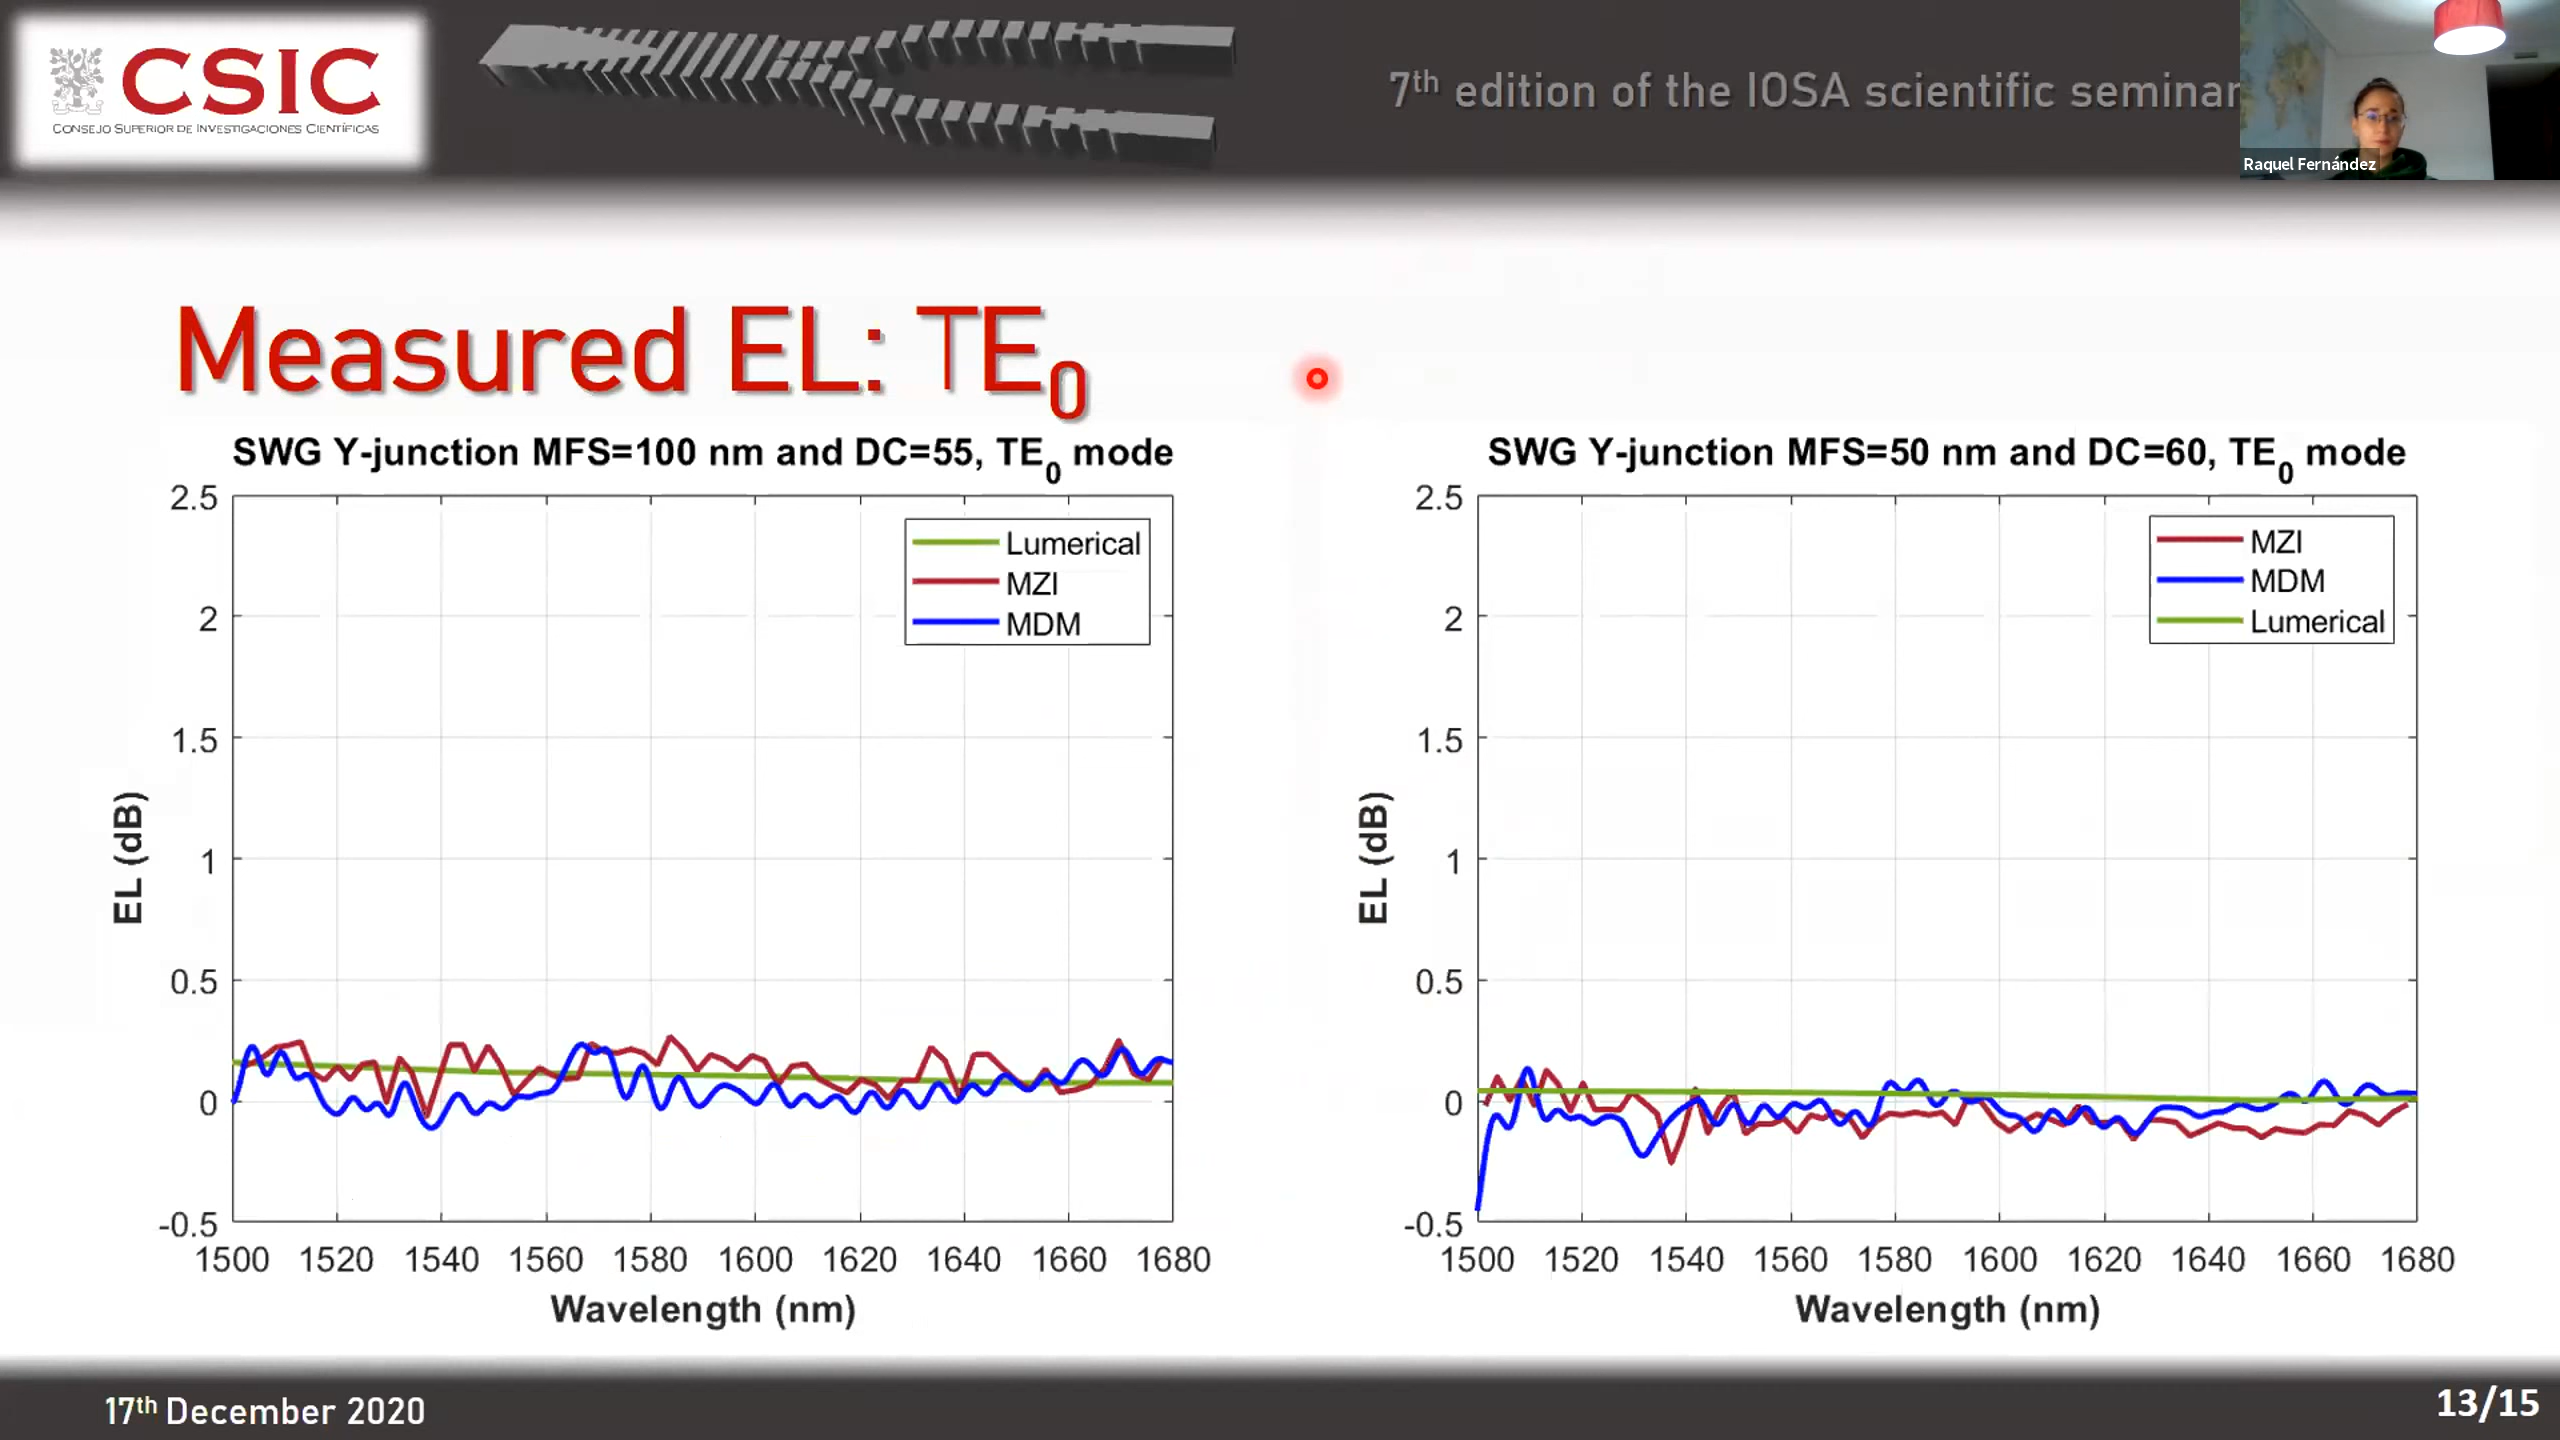 CSIC
CONSEJO SUPERIOR DE INVESTIGACIONES CIENTÍFICAS
7th edition of the IOSA scientific seminar
Raquel Fernández
Measured EL: TE0
SWG Y-junction MFS=100 nm and DC=55, TE0 mode
2.5
2
1.5
1
0.5
0
-0.5
EL (dB)
Lumerical
MZI
MDM
1500 1520 1540 1560 1580 1600 1620 1640 1660 1680
Wavelength (nm)
SWG Y-junction MFS=50 nm and DC=60, TE0 mode
2.5
2
1.5
1
0.5
0
-0.5
EL (dB)
MZI
MDM
Lumerical
1500 1520 1540 1560 1580 1600 1620 1640 1660 1680
Wavelength (nm)
17th December 2020
13/15